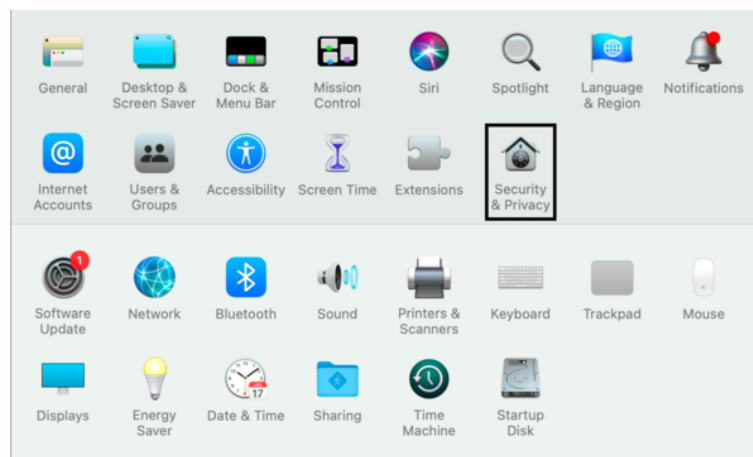 General
Desktop &
Screen Saver
Dock &
Menu Bar
Mission
Control
Siri
Spotlight
Language
& Region
Notifications
@
Internet
Accounts
Users &
Groups
Accessibility
Screen Time
Extensions
Security
& Privacy
1
Software
Update
Network
Bluetooth
Sound
Printers &
Scanners
Keyboard
Trackpad
Mouse
Displays
Energy
Saver
17
Date & Time
Sharing
Time
Machine
Startup
Disk